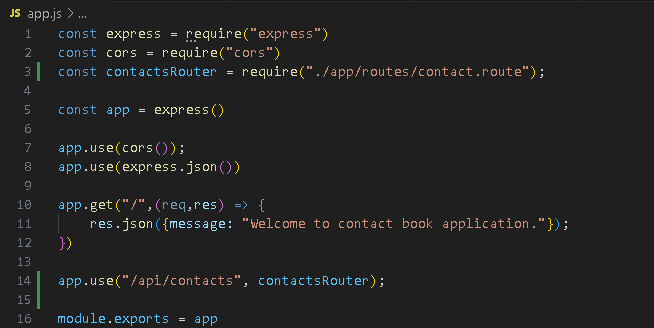 JS app.js > ...
1 const express = require("express")
2 const cors = require("cors")
3 const contactsRouter = require("./app/routes/contact.route");
4
5 const app = express()
6
7 app.use(cors());
8 app.use(express.json())
9
10 app.get("/",(req,res) => {
11 res.json({message: "Welcome to contact book application."});
12 })
13
14 app.use("/api/contacts", contactsRouter);
15
16 module.exports = app